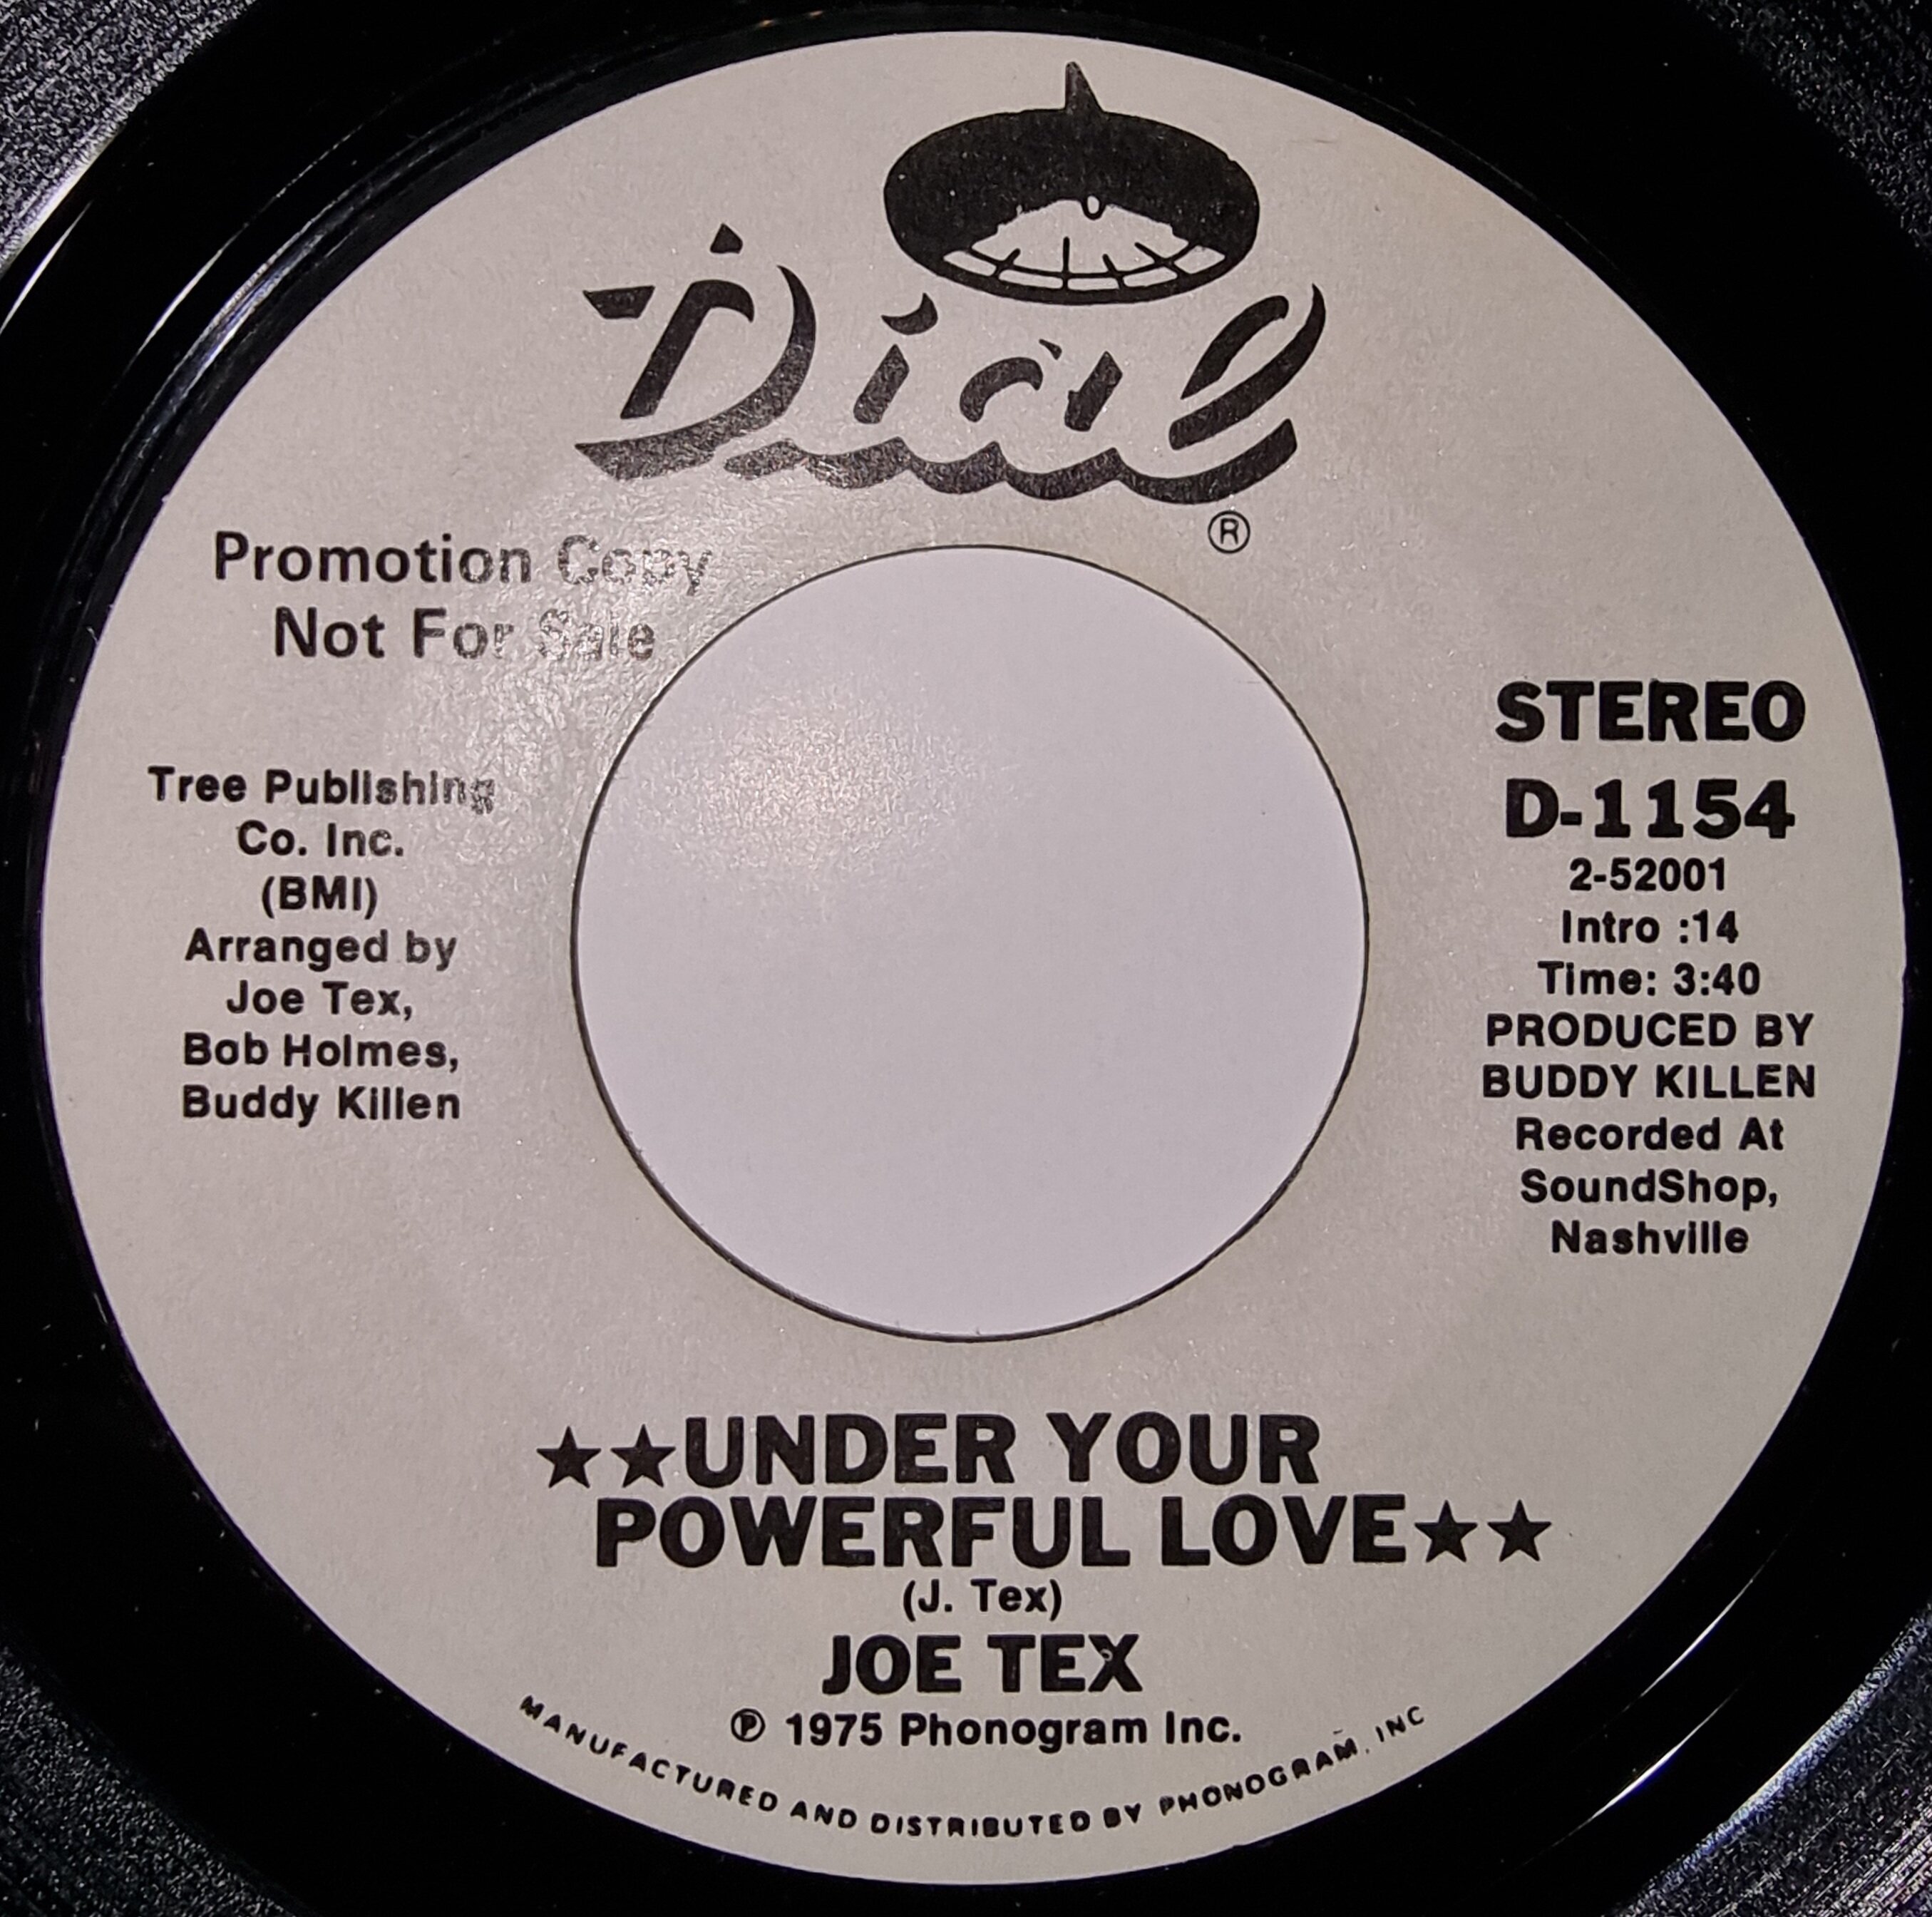 Dial
®
Promotion Copy
Not For Sale
Tree Publishing
Co. Inc.
(BMI)
Arranged by
Joe Tex,
Bob Holmes,
Buddy Killen
STEREO
D-1154
2-52001
Intro :14
Time: 3:40
PRODUCED BY
BUDDY KILLEN
Recorded At
SoundShop,
Nashville
★★UNDER YOUR
POWERFUL LOVE★★
(J. Tex)
JOE TEX
℗ 1975 Phonogram Inc.
MANUFACTURED AND DISTRIBUTED BY PHONOGRAM, INC